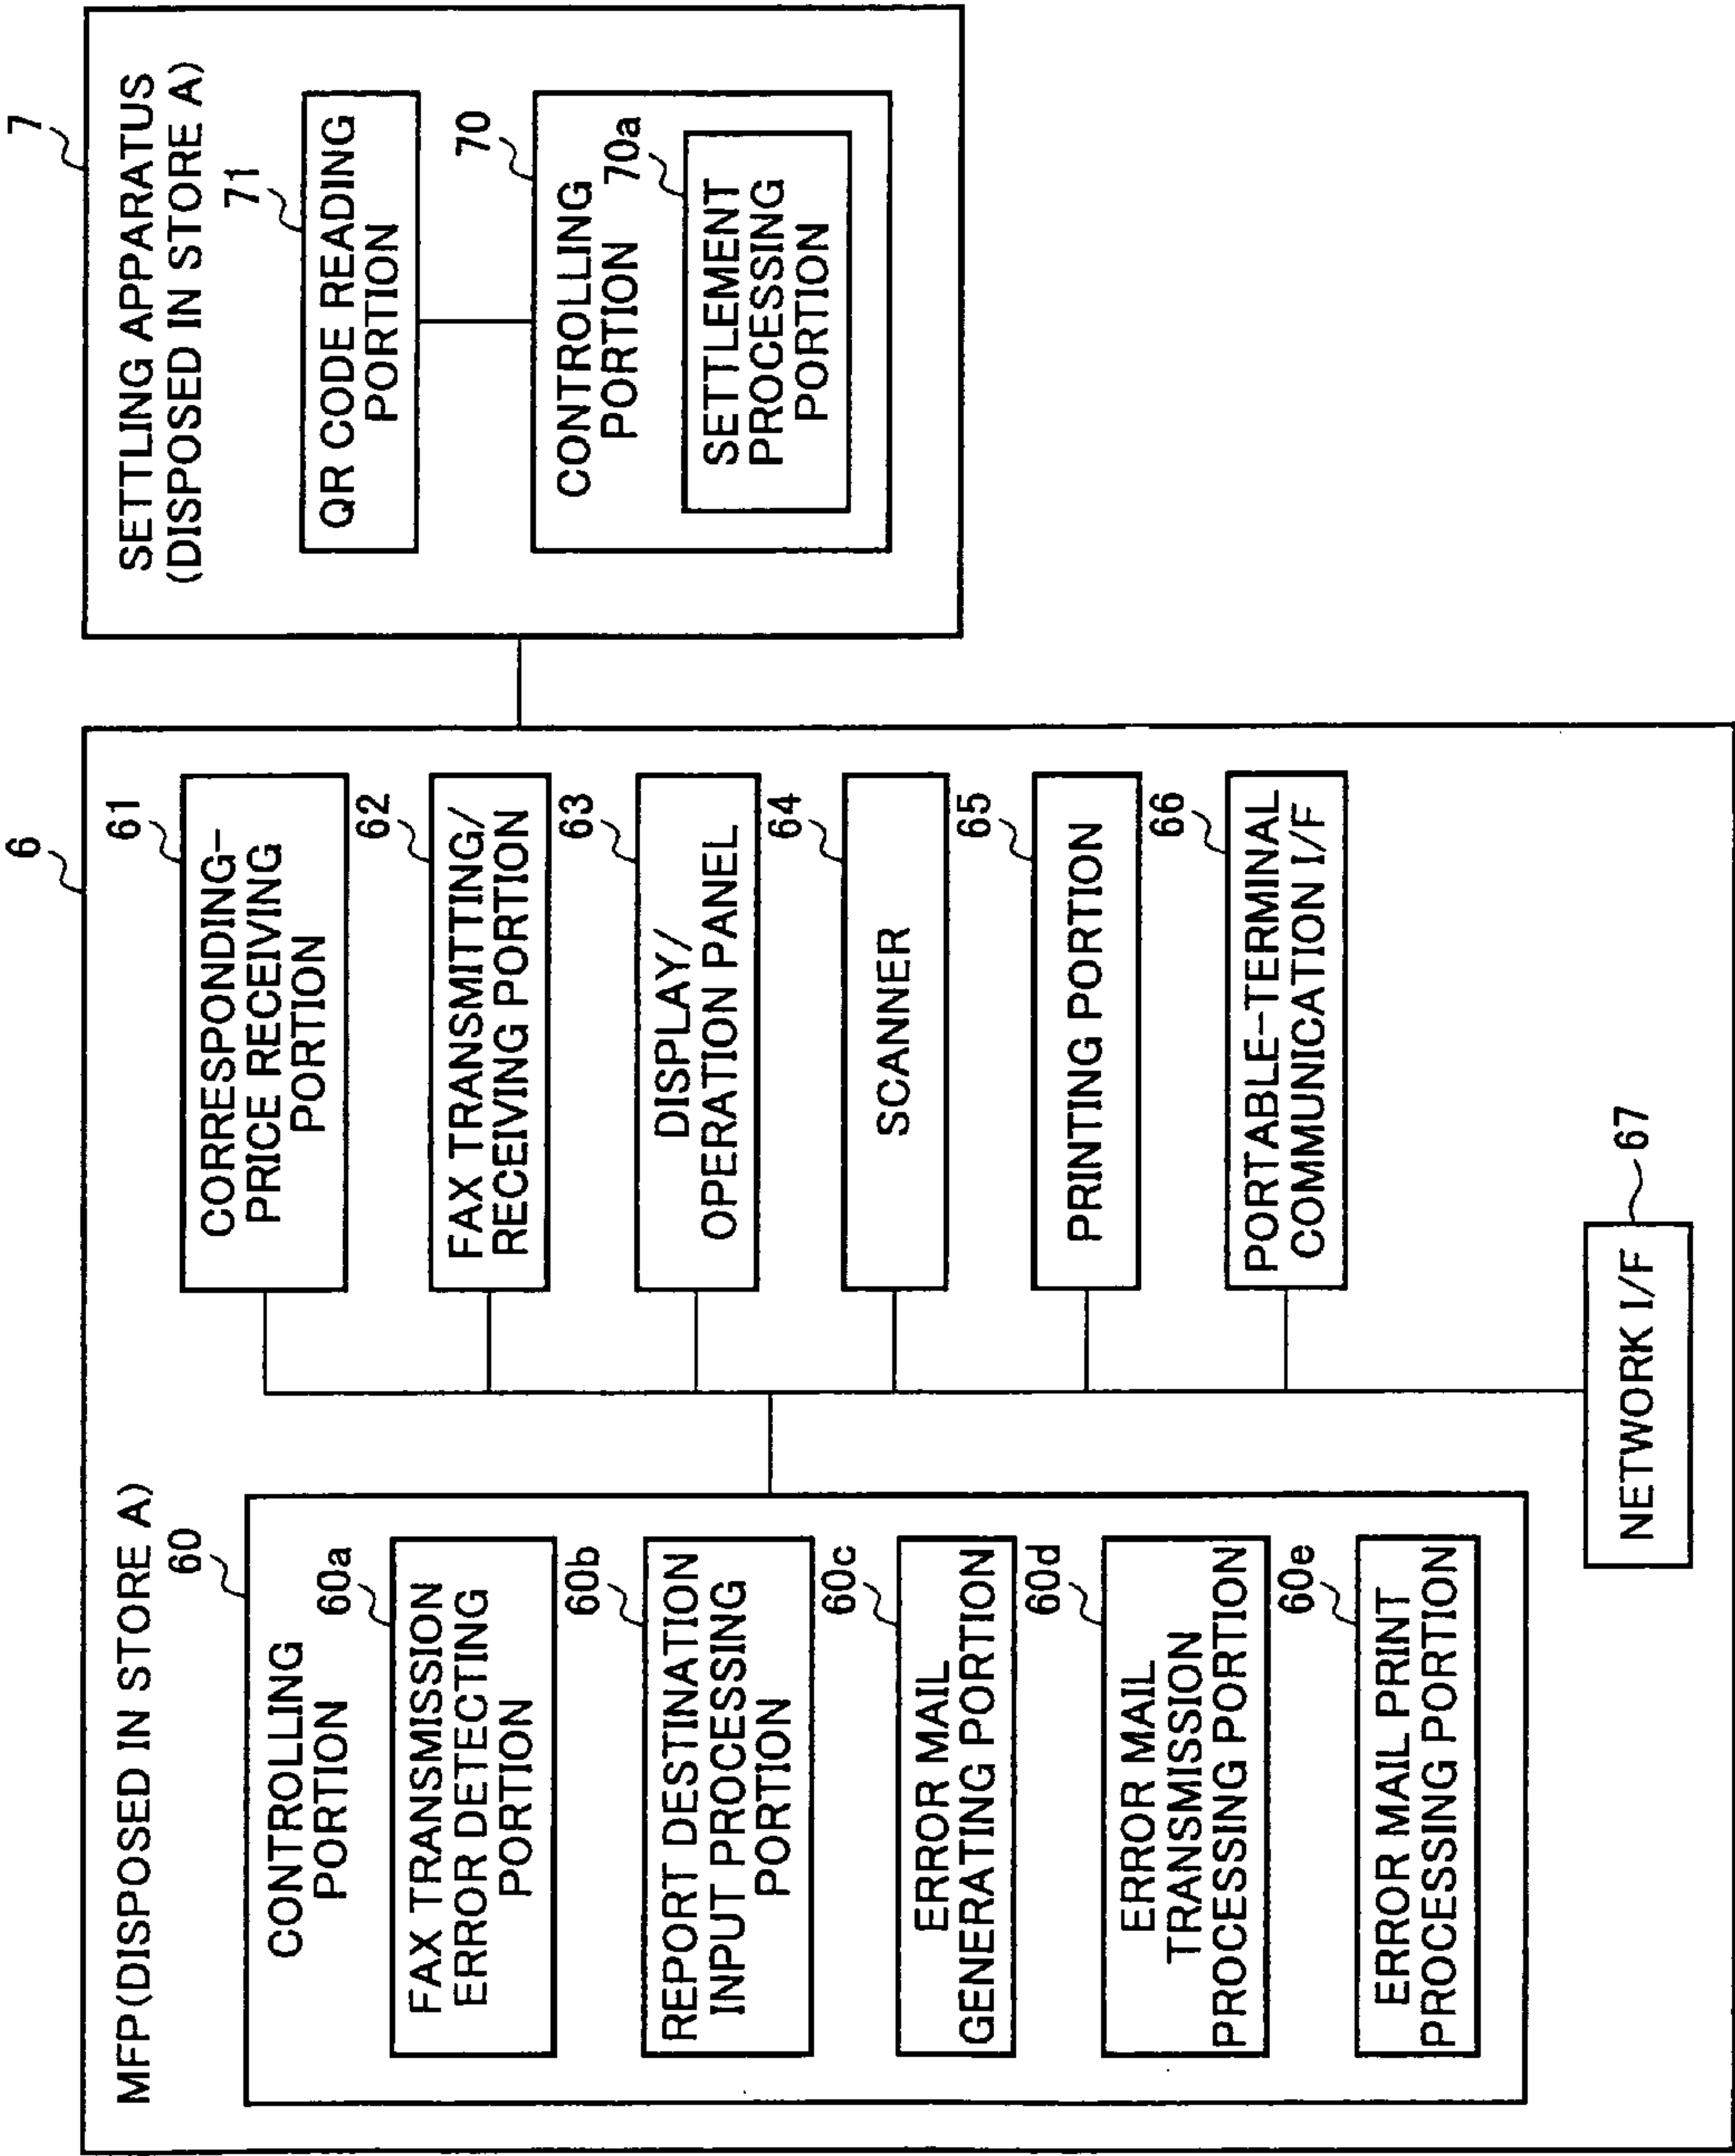 MFP(DISPOSED IN STORE A)
6
CONTROLLING
PORTION
60
FAX TRANSMISSION
ERROR DETECTING
PORTION
60a
REPORT DESTINATION
INPUT PROCESSING
PORTION
60b
ERROR MAIL
GENERATING PORTION
60c
ERROR MAIL
TRANSMISSION
PROCESSING PORTION
60d
ERROR MAIL PRINT
PROCESSING PORTION
60e
CORRESPONDING-
PRICE RECEIVING
PORTION
61
FAX TRANSMITTING/
RECEIVING PORTION
62
DISPLAY/
OPERATION PANEL
63
SCANNER
64
PRINTING PORTION
65
PORTABLE-TERMINAL
COMMUNICATION I/F
66
NETWORK I/F
67
SETTLING APPARATUS
(DISPOSED IN STORE A)
7
QR CODE READING
PORTION
71
CONTROLLING
PORTION
70
SETTLEMENT
PROCESSING
PORTION
70a